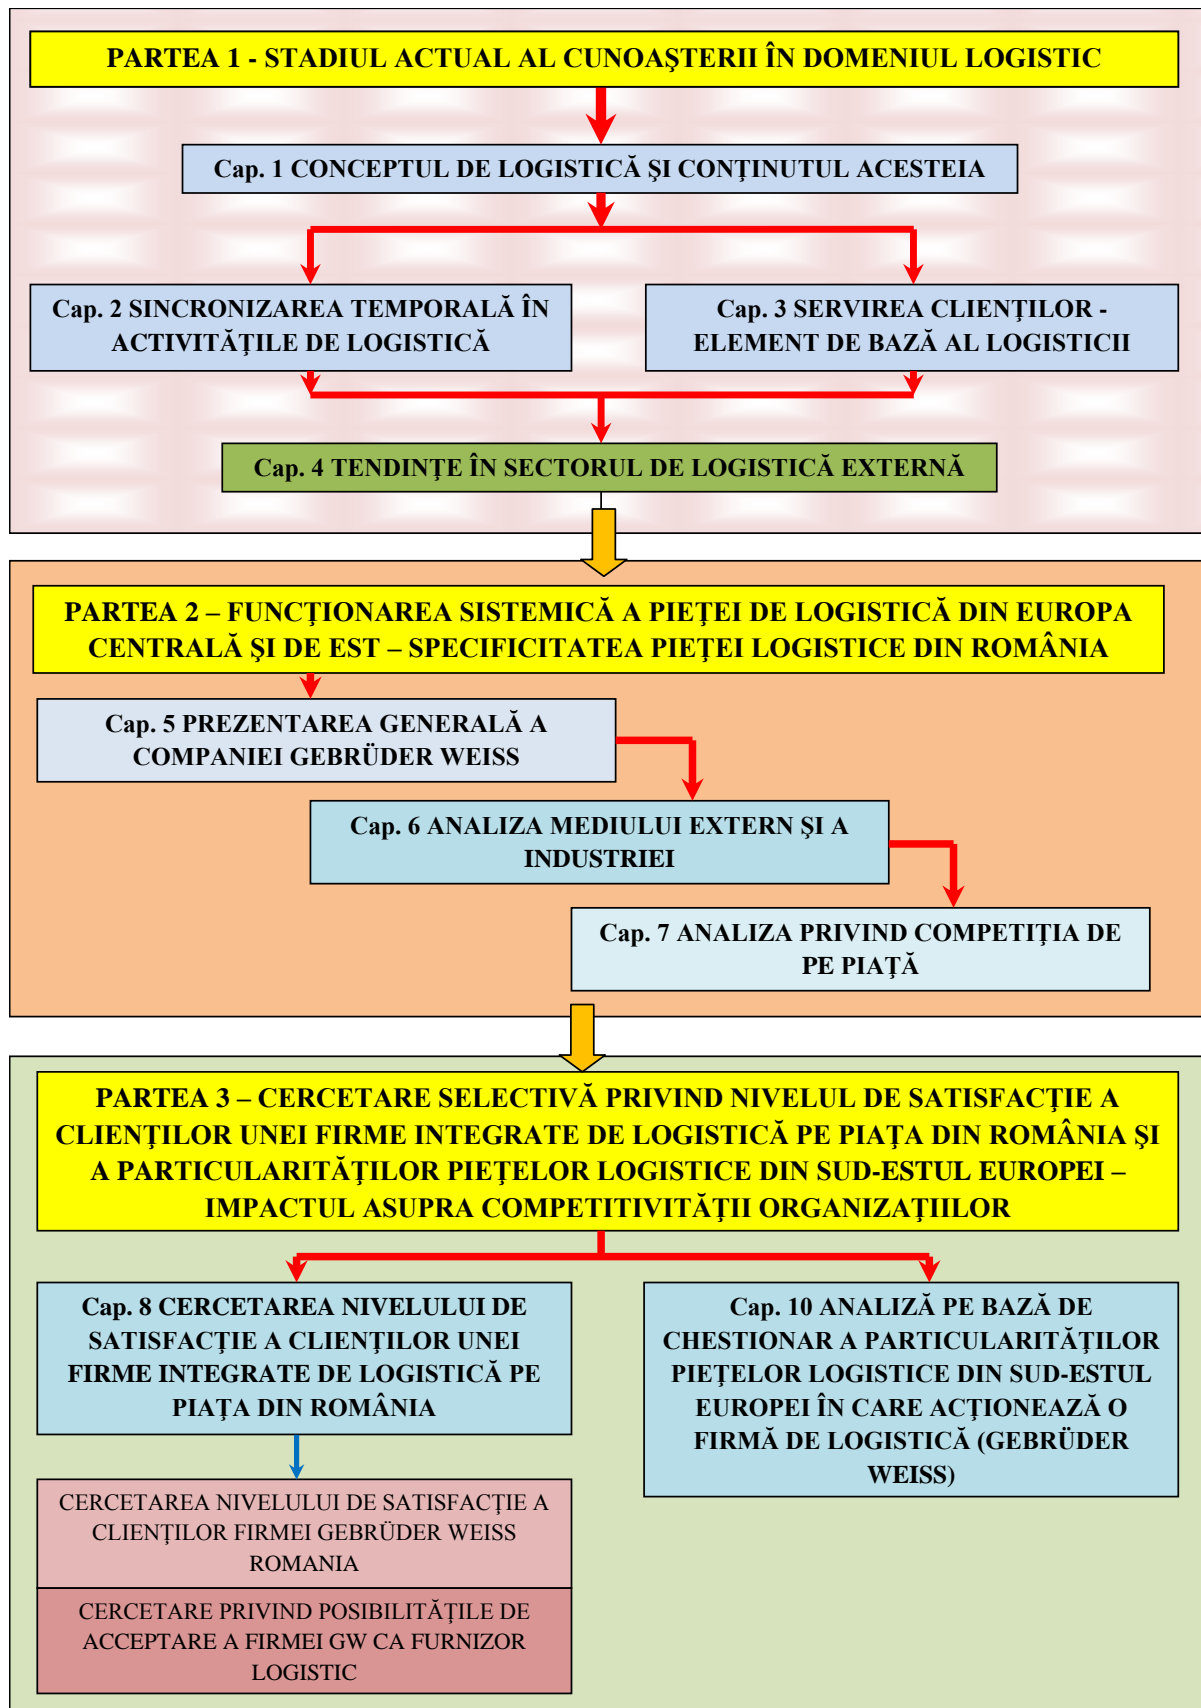 PARTEA 1 - STADIUL ACTUAL AL CUNOAŞTERII ÎN DOMENIUL LOGISTIC
Cap. 1 CONCEPTUL DE LOGISTICĂ ŞI CONŢINUTUL ACESTEIA
Cap. 2 SINCRONIZAREA TEMPORALĂ ÎN
ACTIVITĂŢILE DE LOGISTICĂ
Cap. 3 SERVIREA CLIENŢILOR -
ELEMENT DE BAZĂ AL LOGISTICII
Cap. 4 TENDINŢE ÎN SECTORUL DE LOGISTICĂ EXTERNĂ
PARTEA 2 – FUNCŢIONAREA SISTEMICĂ A PIEŢEI DE LOGISTICĂ DIN EUROPA
CENTRALĂ ŞI DE EST – SPECIFICITATEA PIEŢEI LOGISTICE DIN ROMÂNIA
Cap. 5 PREZENTAREA GENERALĂ A
COMPANIEI GEBRÜDER WEISS
Cap. 6 ANALIZA MEDIULUI EXTERN ŞI A
INDUSTRIEI
Cap. 7 ANALIZA PRIVIND COMPETIŢIA DE
PE PIAŢĂ
PARTEA 3 – CERCETARE SELECTIVĂ PRIVIND NIVELUL DE SATISFACŢIE A
CLIENŢILOR UNEI FIRME INTEGRATE DE LOGISTICĂ PE PIAŢA DIN ROMÂNIA ŞI
A PARTICULARITĂŢILOR PIEŢELOR LOGISTICE DIN SUD-ESTUL EUROPEI –
IMPACTUL ASUPRA COMPETITIVITĂŢII ORGANIZAŢIILOR
Cap. 8 CERCETAREA NIVELULUI DE
SATISFACŢIE A CLIENŢILOR UNEI
FIRME INTEGRATE DE LOGISTICĂ PE
PIAŢA DIN ROMÂNIA
Cap. 10 ANALIZĂ PE BAZĂ DE
CHESTIONAR A PARTICULARITĂŢILOR
PIEŢELOR LOGISTICE DIN SUD-ESTUL
EUROPEI ÎN CARE ACŢIONEAZĂ O
FIRMĂ DE LOGISTICĂ (GEBRÜDER
WEISS)
CERCETAREA NIVELULUI DE SATISFACŢIE A
CLIENŢILOR FIRMEI GEBRÜDER WEISS
ROMANIA
CERCETARE PRIVIND POSIBILITĂŢILE DE
ACCEPTARE A FIRMEI GW CA FURNIZOR
LOGISTIC